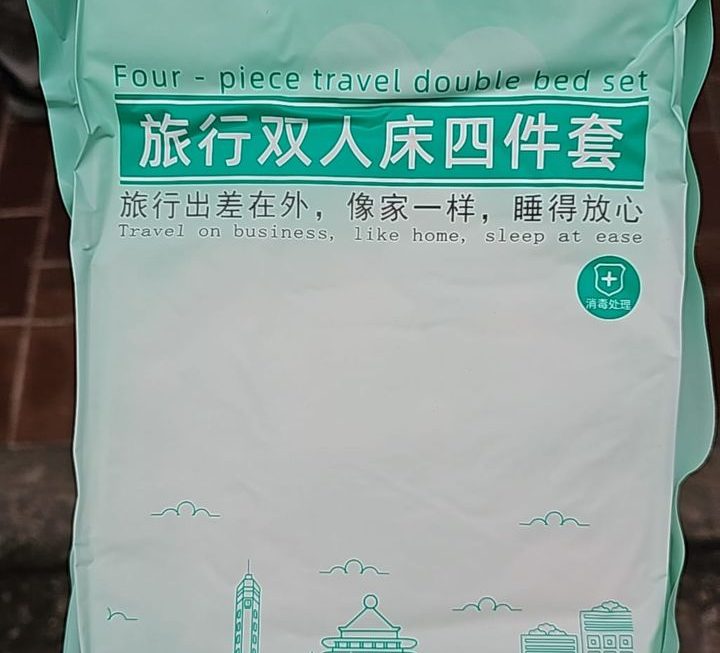 Four - piece travel double bed set
旅行双人床四件套
旅行出差在外，像家一样，睡得放心
Travel on business, like home, sleep at ease
消毒处理